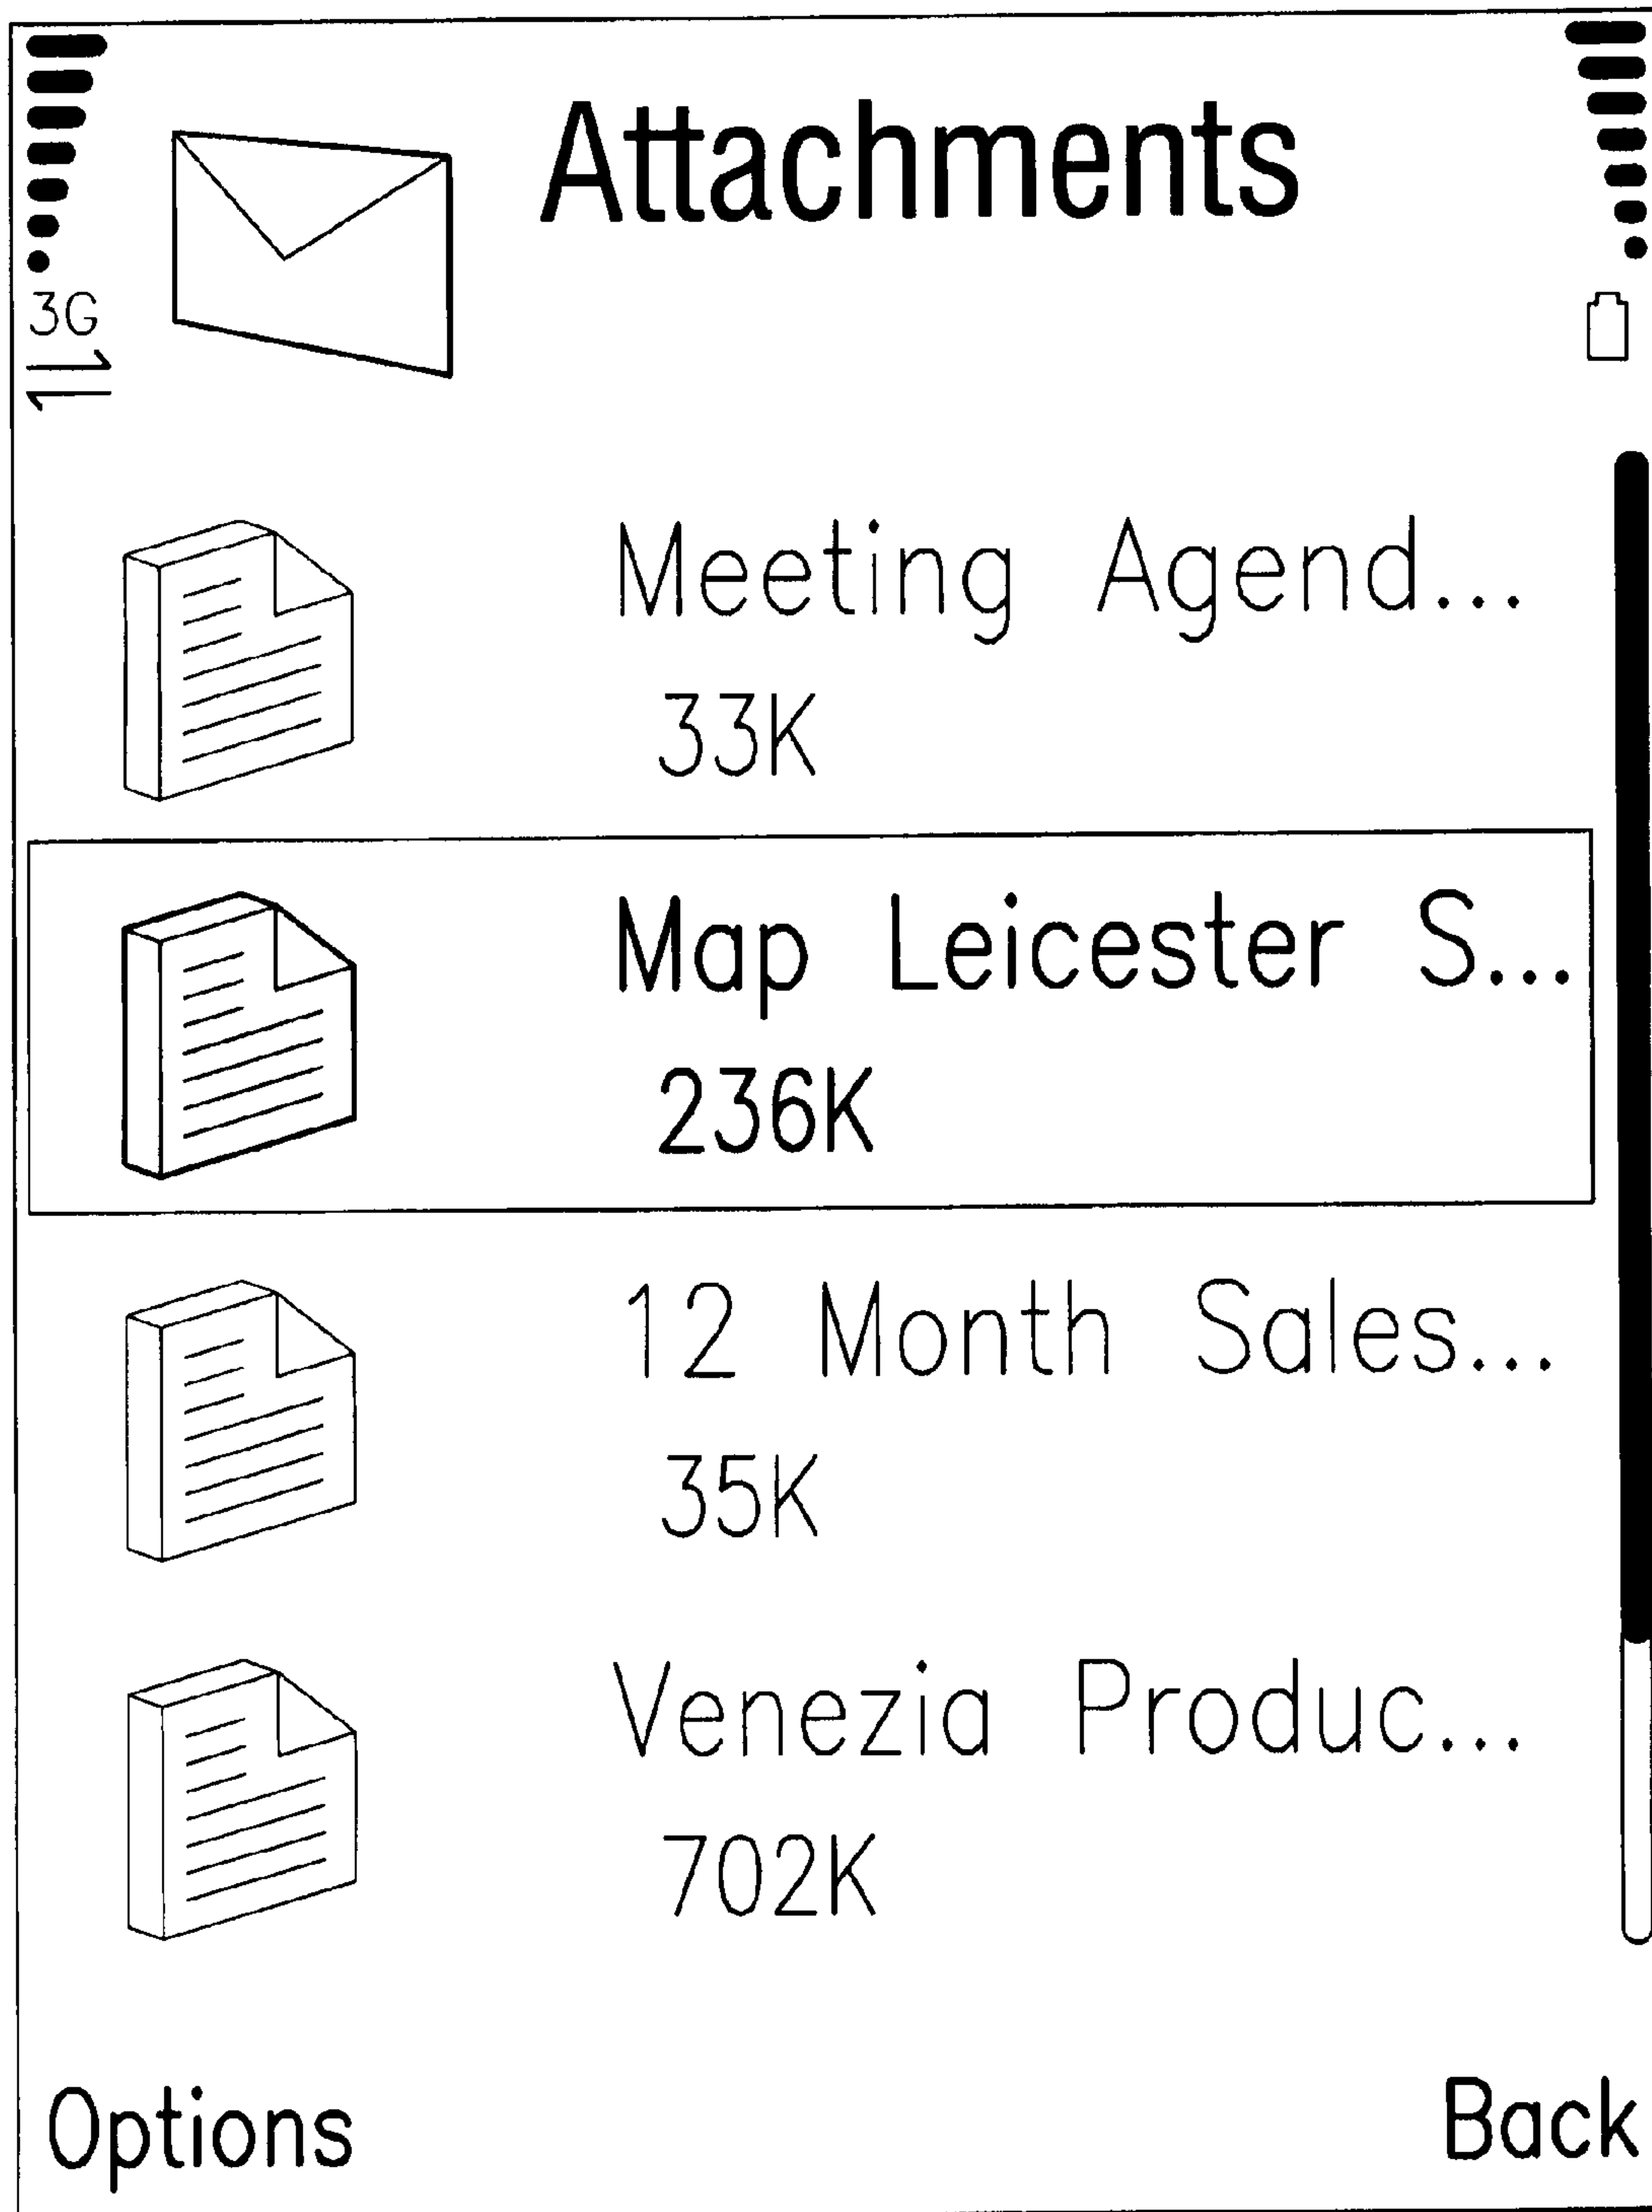 Attachments
3G
Meeting Agend...
33K
Map Leicester S...
236K
12 Month Sales...
35K
Venezia Produc...
702K
Options Back